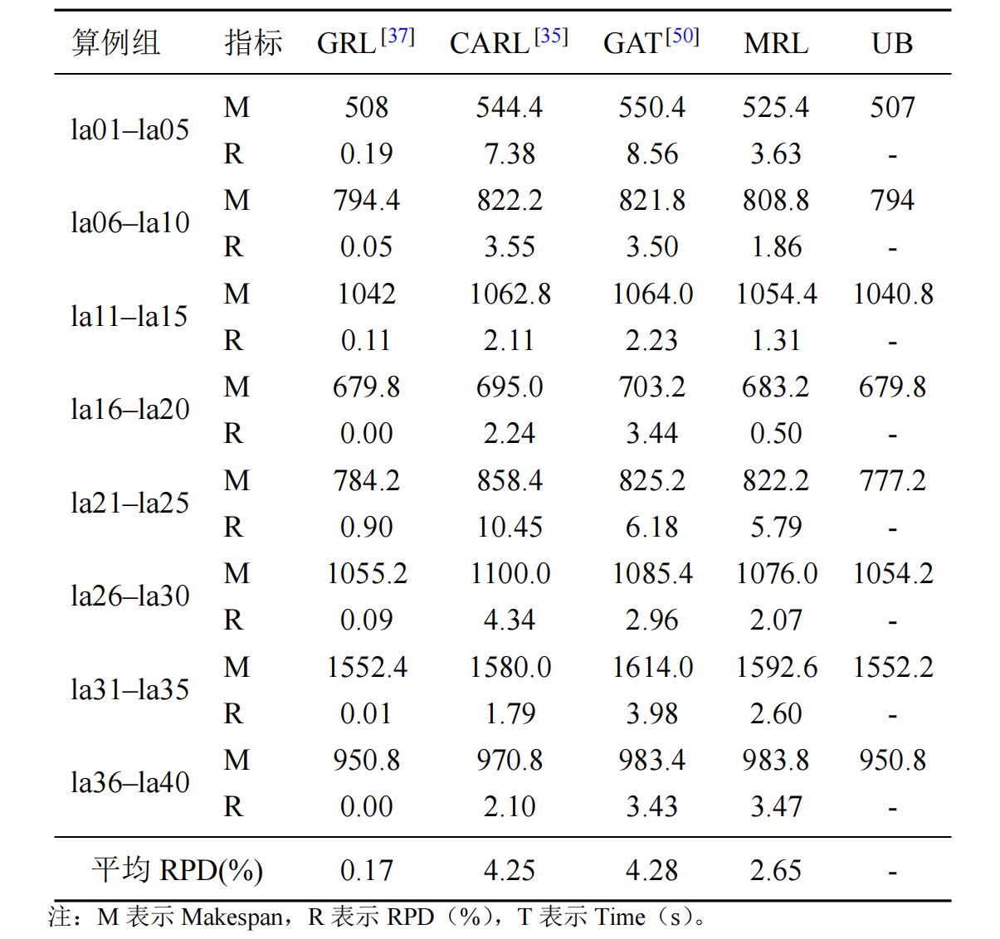 算例组 指标 GRL[37] CARL[35] GAT[50] MRL UB
la01–la05 M 508 544.4 550.4 525.4 507
R 0.19 7.38 8.56 3.63 -
la06–la10 M 794.4 822.2 821.8 808.8 794
R 0.05 3.55 3.50 1.86 -
la11–la15 M 1042 1062.8 1064.0 1054.4 1040.8
R 0.11 2.11 2.23 1.31 -
la16–la20 M 679.8 695.0 703.2 683.2 679.8
R 0.00 2.24 3.44 0.50 -
la21–la25 M 784.2 858.4 825.2 822.2 777.2
R 0.90 10.45 6.18 5.79 -
la26–la30 M 1055.2 1100.0 1085.4 1076.0 1054.2
R 0.09 4.34 2.96 2.07 -
la31–la35 M 1552.4 1580.0 1614.0 1592.6 1552.2
R 0.01 1.79 3.98 2.60 -
la36–la40 M 950.8 970.8 983.4 983.8 950.8
R 0.00 2.10 3.43 3.47 -
平均 RPD(%) 0.17 4.25 4.28 2.65 -
注：M 表示 Makespan，R 表示 RPD（%），T 表示 Time（s）。